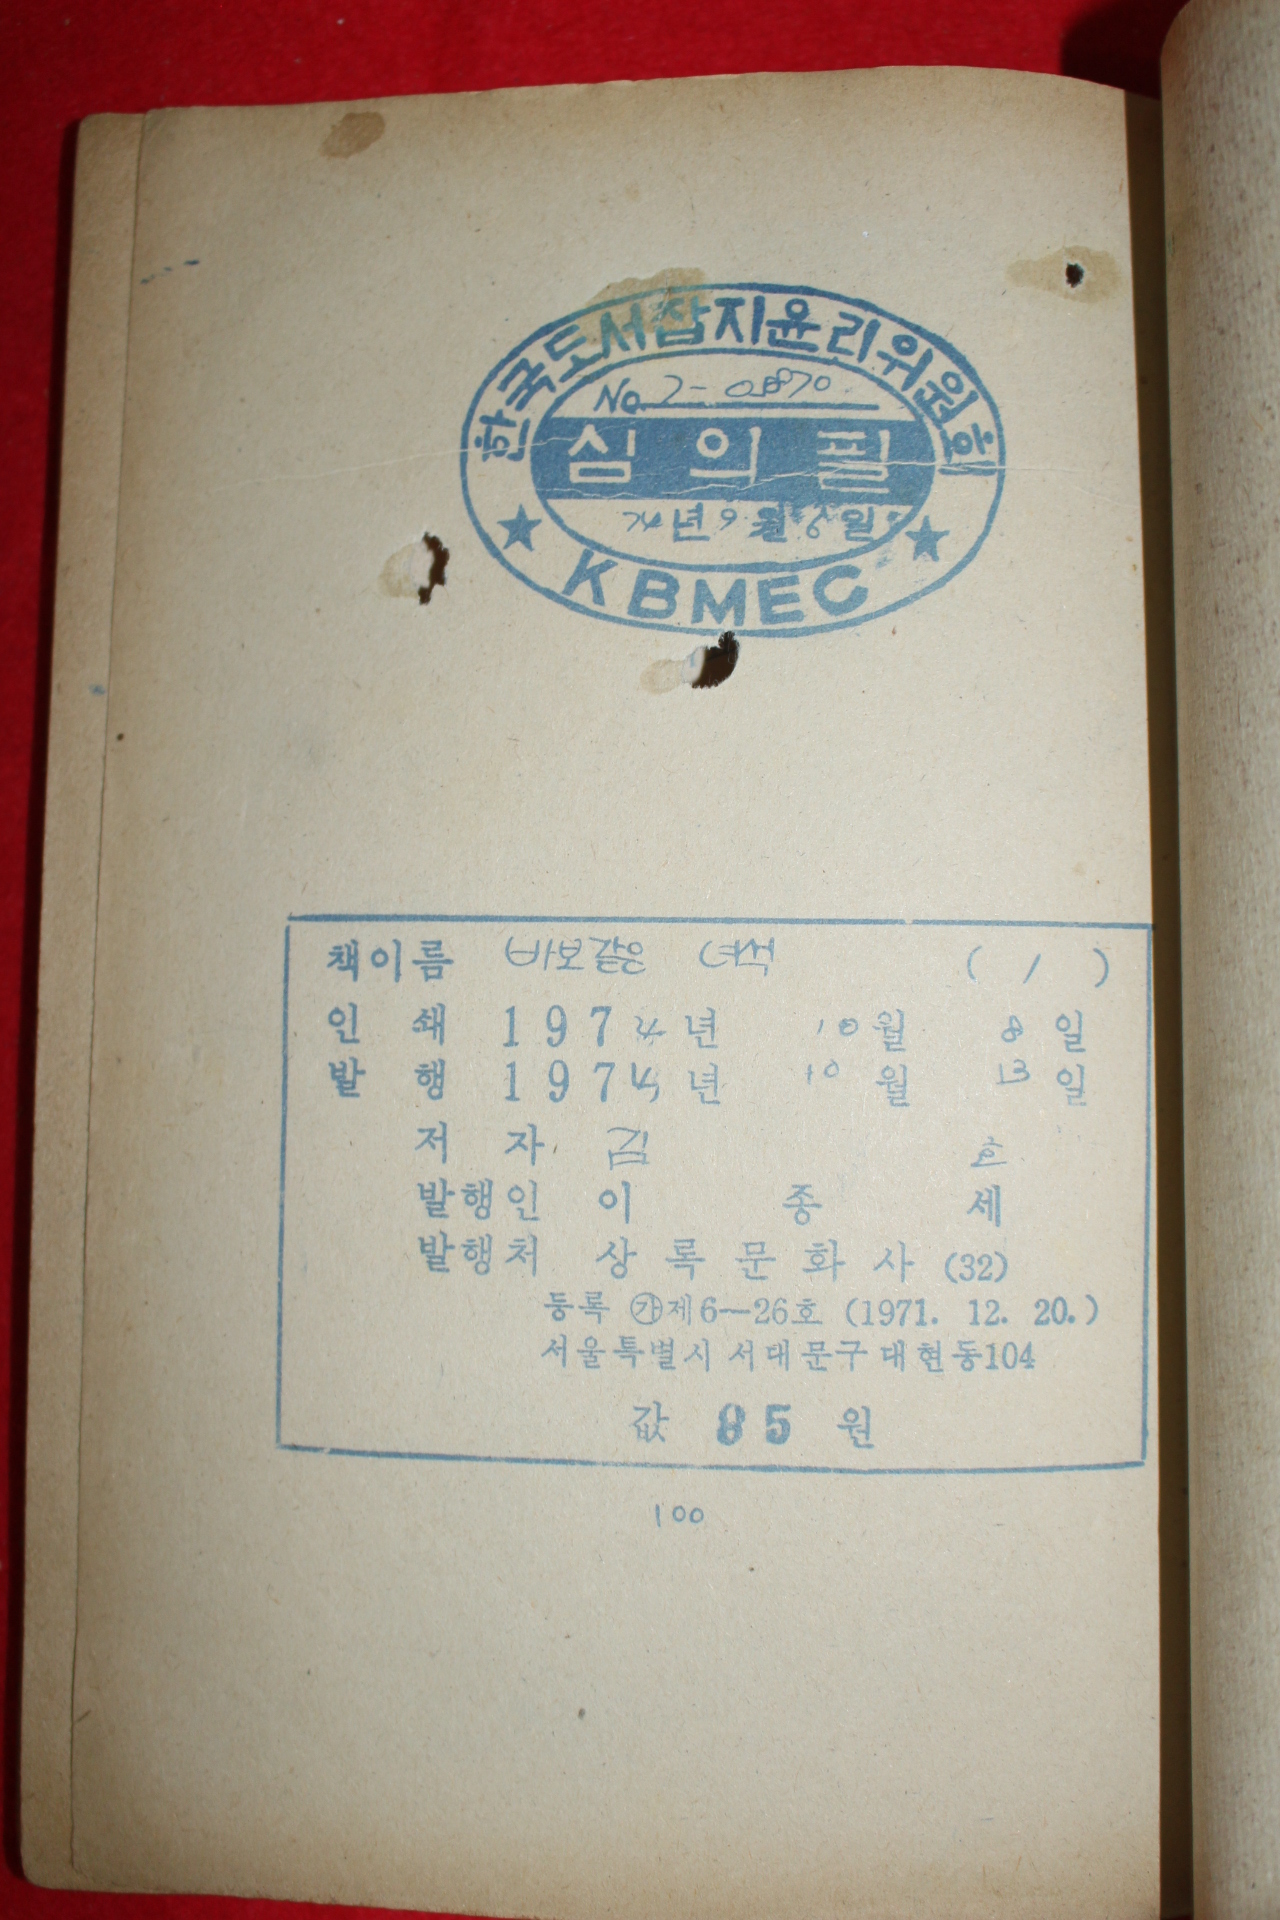 한국도서잡지윤리위원회
No. 7-0870
심의필
74년 9월 6일
KBMEC
책이름 바보같은 녀석 ( 1 )
인 쇄 1974년 10월 8일
발 행 1974년 10월 13일
저 자 김 호
발행인 이 종 세
발행처 상록문화사 (32)
등록 ㉮제6—26호 (1971. 12. 20.)
서울특별시 서대문구 대현동104
값 85 원
100